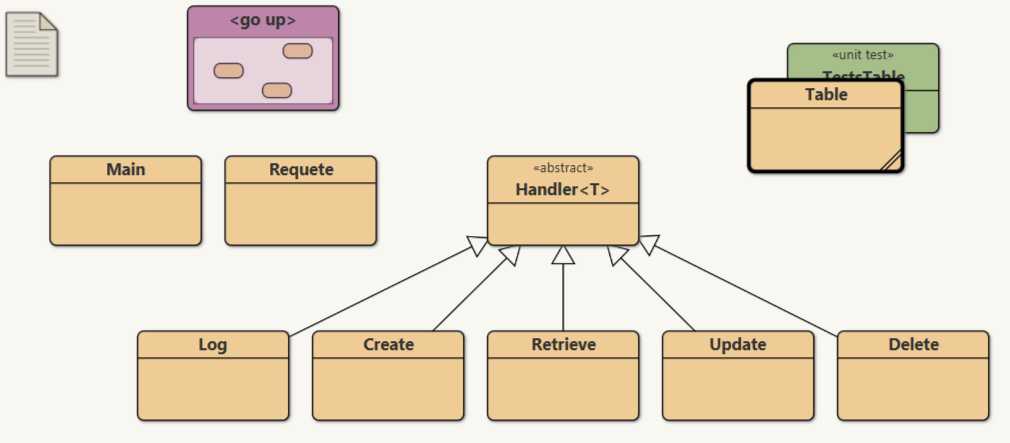 <go up>
«unit test»
TestsTable
Table
Main
Requete
«abstract»
Handler<T>
Log
Create
Retrieve
Update
Delete